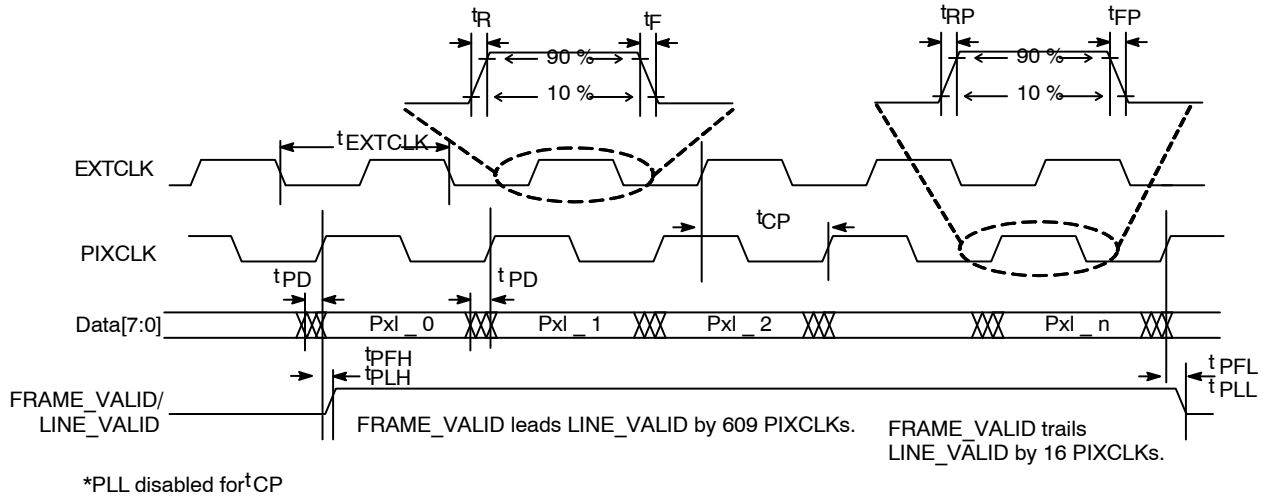 tR tF tRP tFP
90 % 90 %
10 % 10 %
tEXTCLK
EXTCLK
tCP
PIXCLK
tPD tPD
Data[7:0] Pxl _ 0 Pxl _ 1 Pxl _ 2 Pxl _ n
tPFH
tPLH
tPFL
tPLL
FRAME_VALID/
LINE_VALID
FRAME_VALID leads LINE_VALID by 609 PIXCLKs.
FRAME_VALID trails
LINE_VALID by 16 PIXCLKs.
*PLL disabled for tCP